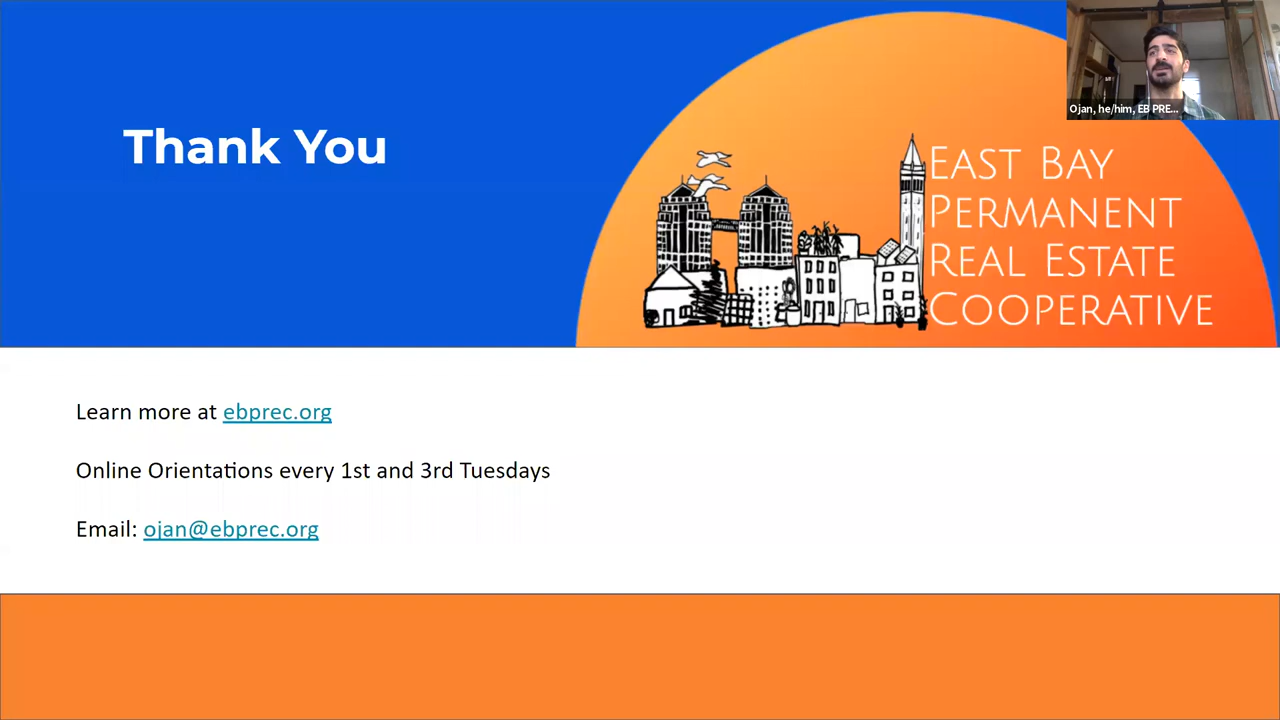 Thank You
East Bay
Permanent
Real Estate
Cooperative
Ojan, he/him, EB PRE...
Learn more at ebprec.org
Online Orientations every 1st and 3rd Tuesdays
Email: ojan@ebprec.org